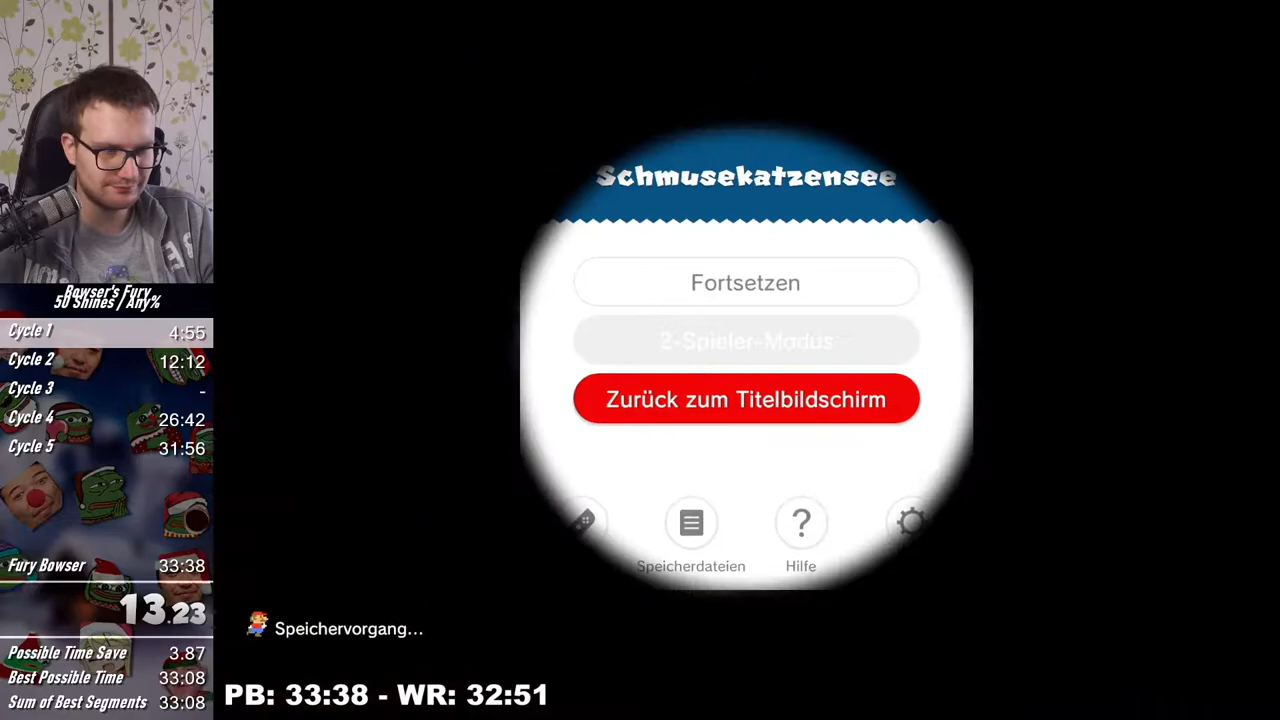 Bowser's Fury
50 Shines / Any%
Cycle 1 4:55
Cycle 2 12:12
Cycle 3 -
Cycle 4 26:42
Cycle 5 31:56
Fury Bowser 33:38
13.23
Possible Time Save 3.87
Best Possible Time 33:08
Sum of Best Segments 33:08
Schmusekatzensee
Fortsetzen
2-Spieler-Modus
Zurück zum Titelbildschirm
Speicherdateien Hilfe
Speichervorgang...
PB: 33:38 - WR: 32:51